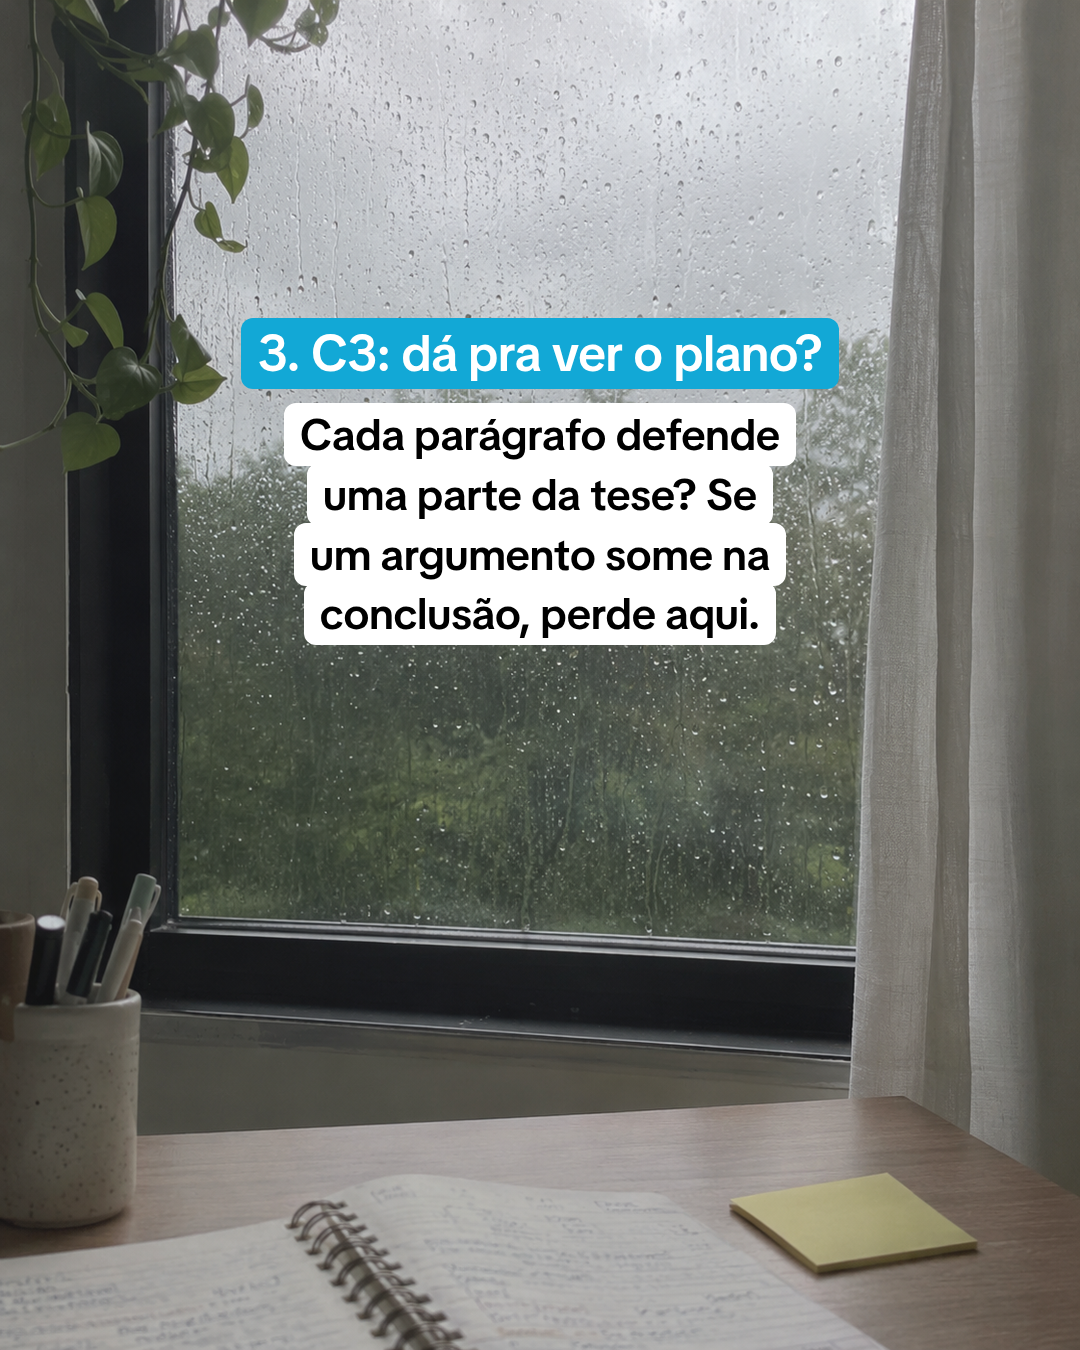 3. C3: dá pra ver o plano?
Cada parágrafo defende
uma parte da tese? Se
um argumento some na
conclusão, perde aqui.